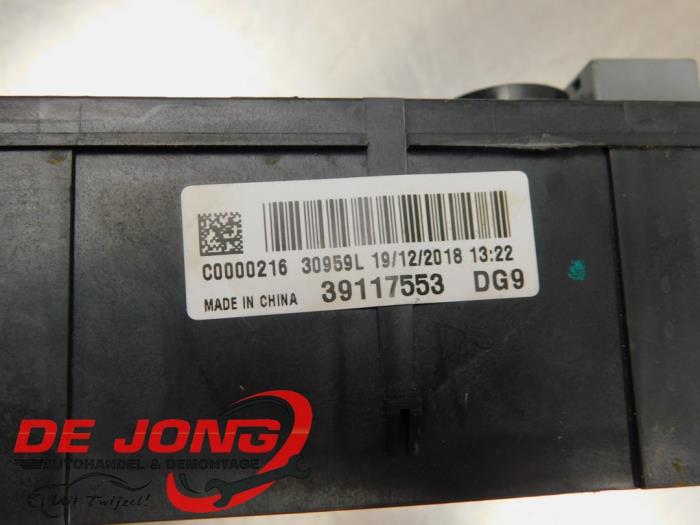 C0000216 30959L 19/12/2018 13:22
MADE IN CHINA 39117553 DG9
DE JONG
AUTOHANDEL & DEMONTAGE
Uit Twijzel!